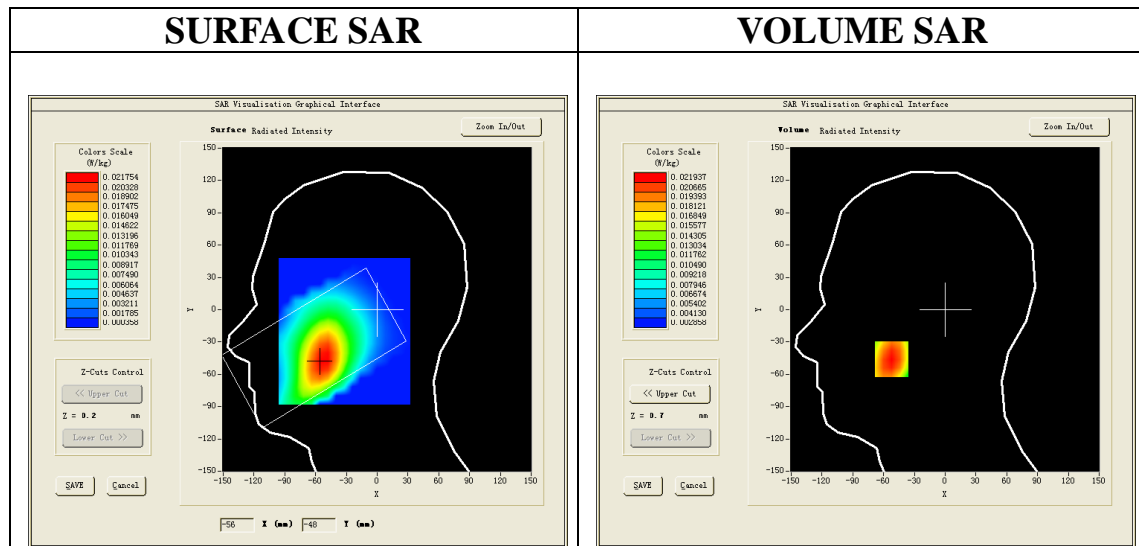 SURFACE SAR
VOLUME SAR
SAR Visualisation Graphical Interface
Surface Radiated Intensity
Zoom In/Out
Colors Scale
(W/kg)
0.021754
0.020328
0.018902
0.017475
0.016049
0.014622
0.013196
0.011769
0.010343
0.008917
0.007490
0.006064
0.004637
0.003211
0.001785
0.000358
150
120
90
60
30
0
-30
-60
-90
-120
-150
Y
-150 -120 -90 -60 -30 0 30 60 90 120 150
X
Z-Cuts Control
<< Upper Cut
Z = 0.2 mm
Lower Cut >>
SAVE
Cancel
-56 X (mm) -48 Y (mm)
SAR Visualisation Graphical Interface
Volume Radiated Intensity
Zoom In/Out
Colors Scale
(W/kg)
0.021937
0.020665
0.019393
0.018121
0.016849
0.015577
0.014305
0.013034
0.011762
0.010490
0.009218
0.007946
0.006674
0.005402
0.004130
0.002858
150
120
90
60
30
0
-30
-60
-90
-120
-150
Y
-150 -120 -90 -60 -30 0 30 60 90 120 150
X
Z-Cuts Control
<< Upper Cut
Z = 0.7 mm
Lower Cut >>
SAVE
Cancel